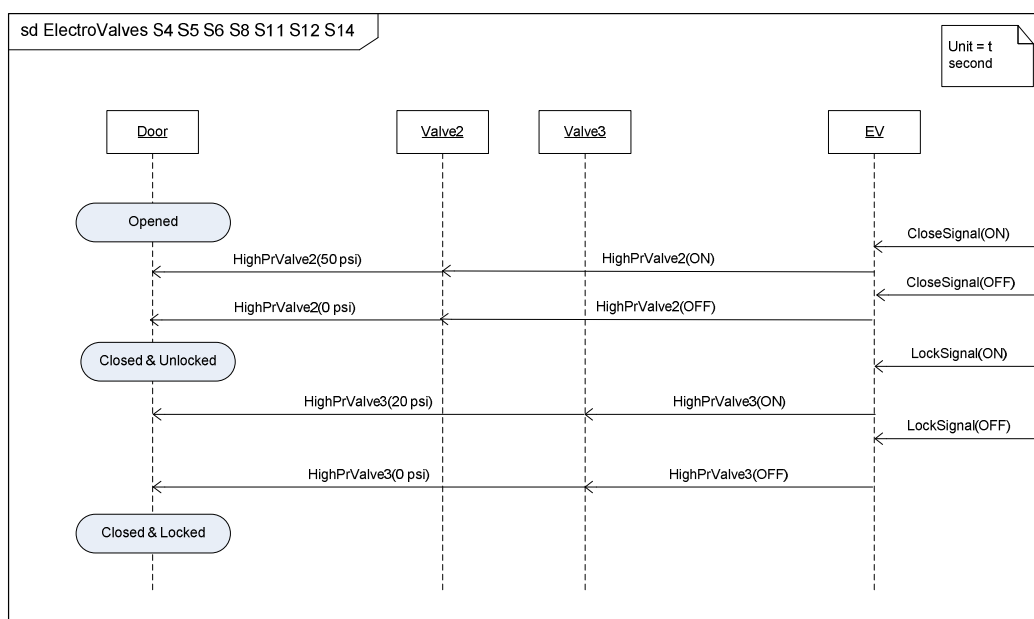 sd ElectroValves S4 S5 S6 S8 S11 S12 S14
Unit = t
second
Door
Valve2
Valve3
EV
Opened
CloseSignal(ON)
HighPrValve2(50 psi)
HighPrValve2(ON)
CloseSignal(OFF)
HighPrValve2(0 psi)
HighPrValve2(OFF)
Closed & Unlocked
LockSignal(ON)
HighPrValve3(20 psi)
HighPrValve3(ON)
LockSignal(OFF)
HighPrValve3(0 psi)
HighPrValve3(OFF)
Closed & Locked